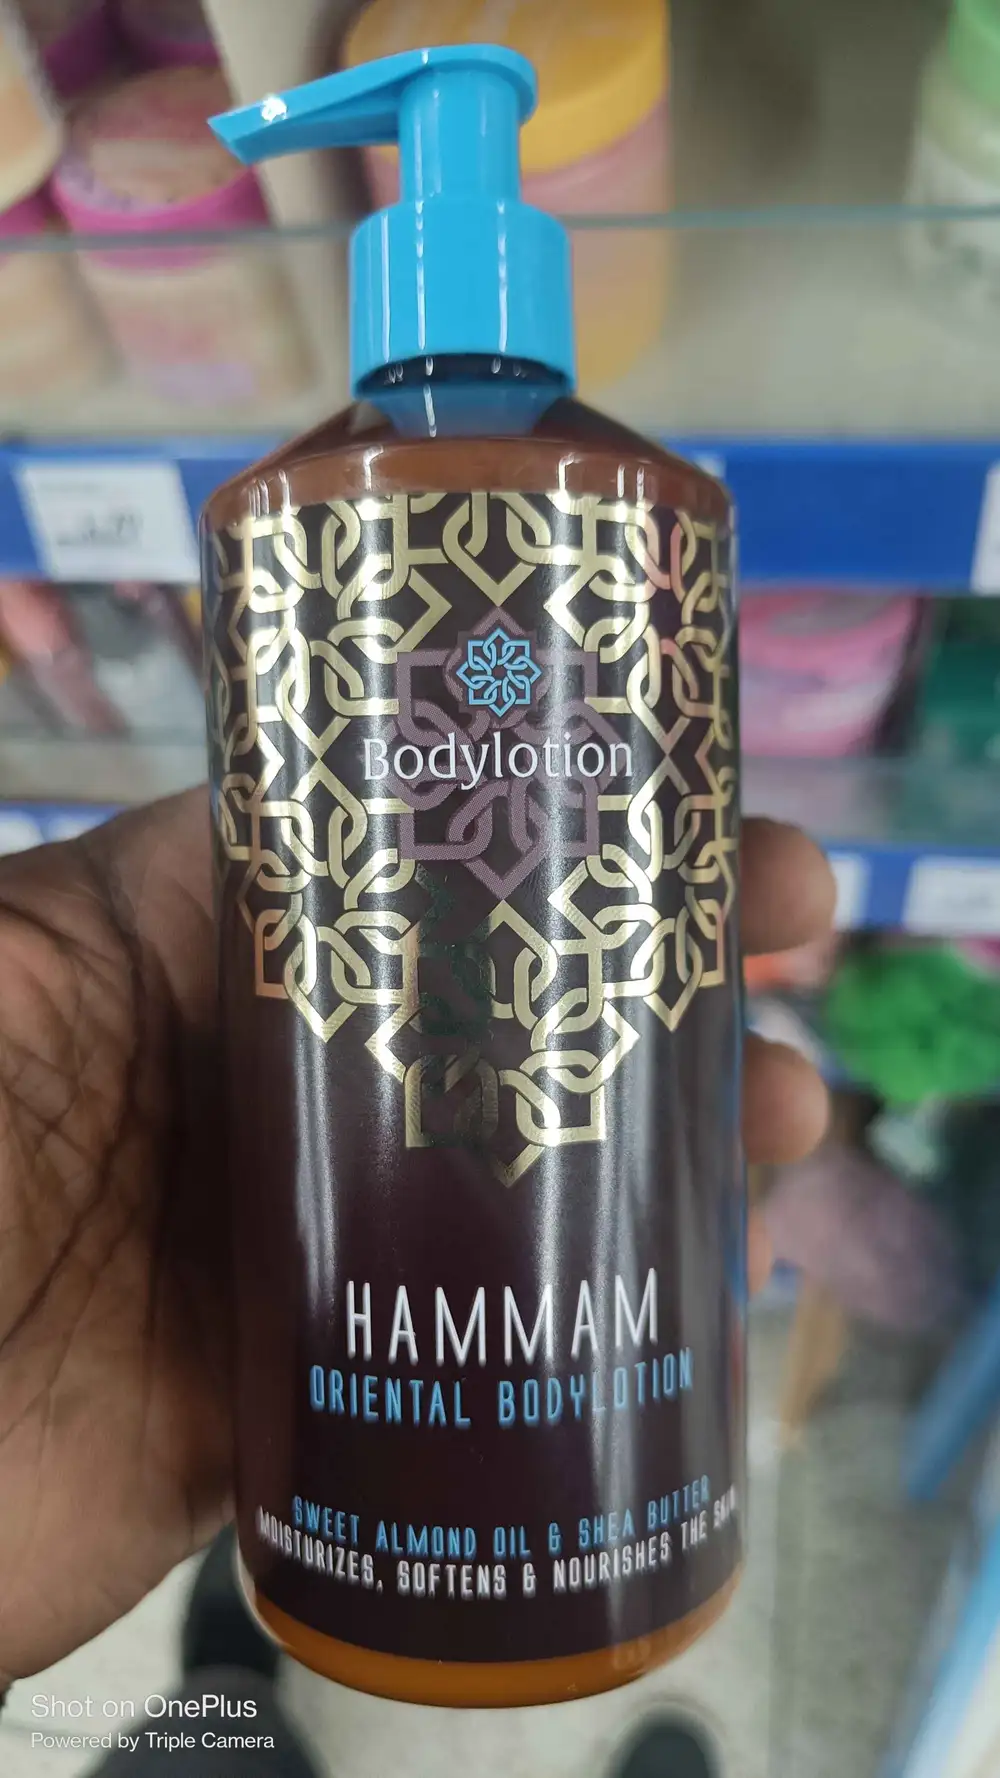 Bodylotion
HAMMAM
ORIENTAL BODYLOTION
SWEET ALMOND OIL & SHEA BUTTER
MOISTURIZES, SOFTENS & NOURISHES THE SKIN
Shot on OnePlus
Powered by Triple Camera